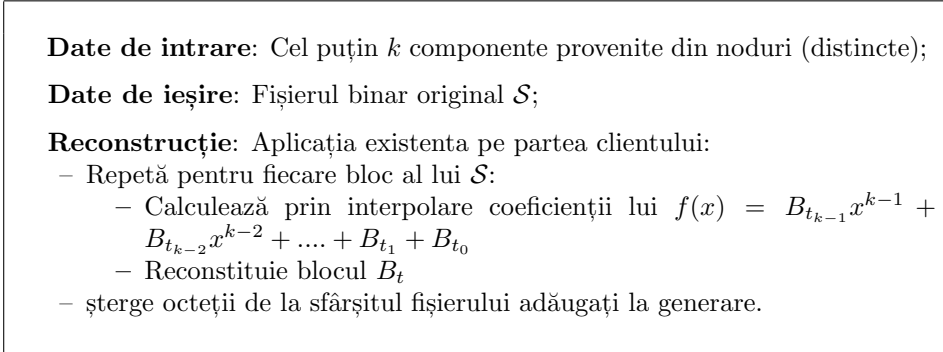 Date de intrare: Cel puțin k componente provenite din noduri (distincte);
Date de ieșire: Fișierul binar original 𝒮;
Reconstrucție: Aplicația existenta pe partea clientului:
– Repetă pentru fiecare bloc al lui 𝒮:
– Calculează prin interpolare coeficienții lui f(x) = B_{t_{k−1}}x^{k−1} +
B_{t_{k−2}}x^{k−2} + .... + B_{t_1} + B_{t_0}
– Reconstituie blocul B_t
– șterge octeții de la sfârșitul fișierului adăugați la generare.